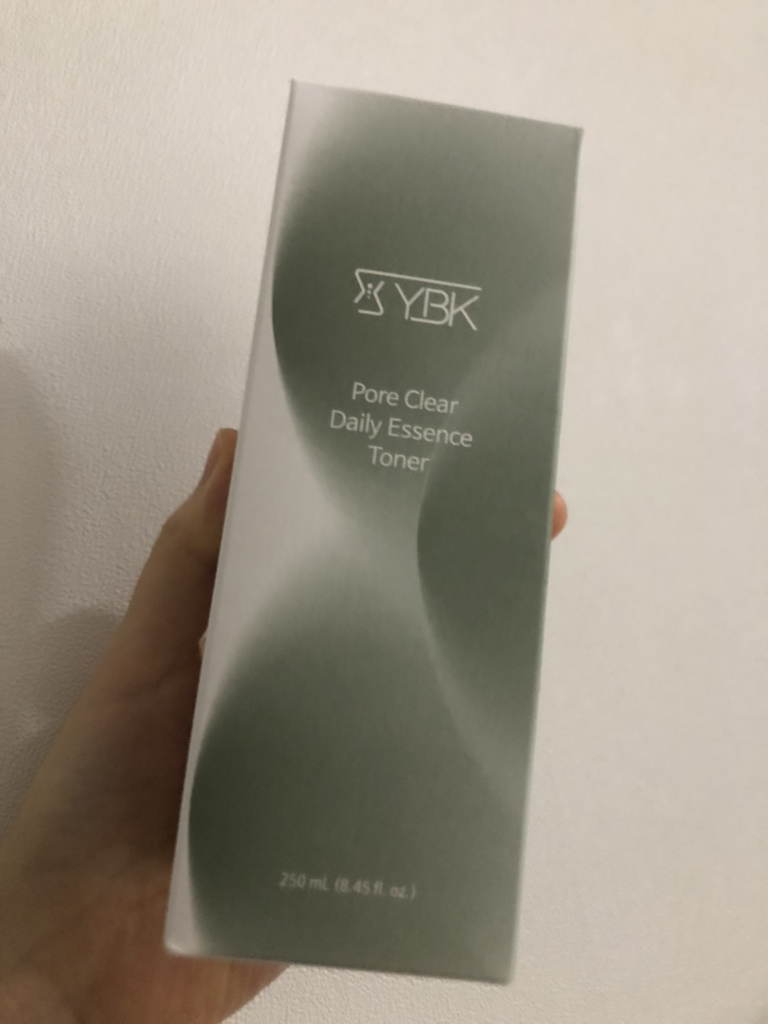 YBK
Pore Clear
Daily Essence
Toner
250 mL (8.45 fl. oz.)